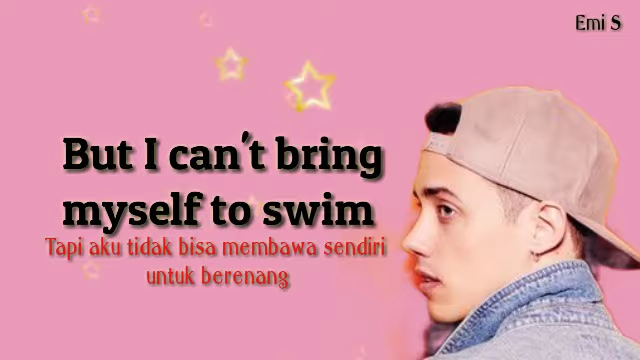 Emi S
But I can't bring
myself to swim
Tapi aku tidak bisa membawa sendiri
untuk berenang